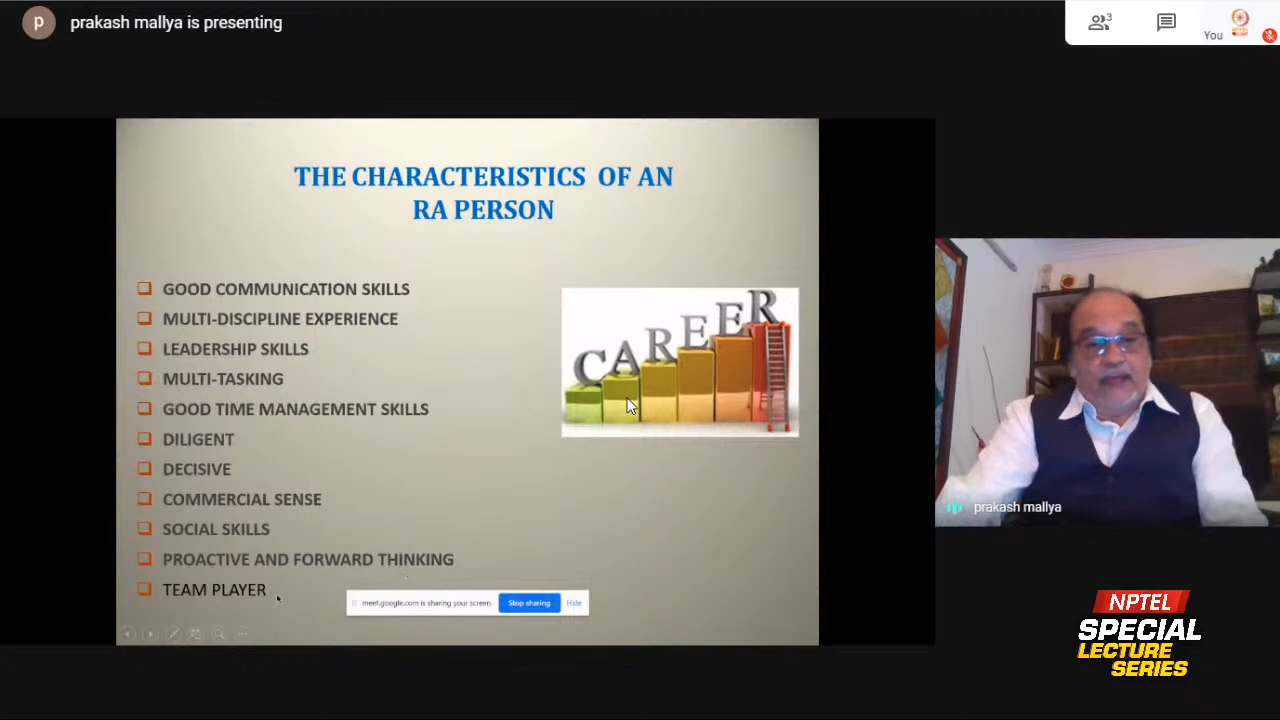 p
prakash mallya is presenting
3
You
THE CHARACTERISTICS OF AN
RA PERSON
GOOD COMMUNICATION SKILLS
MULTI-DISCIPLINE EXPERIENCE
LEADERSHIP SKILLS
MULTI-TASKING
GOOD TIME MANAGEMENT SKILLS
DILIGENT
DECISIVE
COMMERCIAL SENSE
SOCIAL SKILLS
PROACTIVE AND FORWARD THINKING
TEAM PLAYER
CAREER
meet.google.com is sharing your screen. Stop sharing Hide
prakash mallya
NPTEL
SPECIAL
LECTURE
SERIES